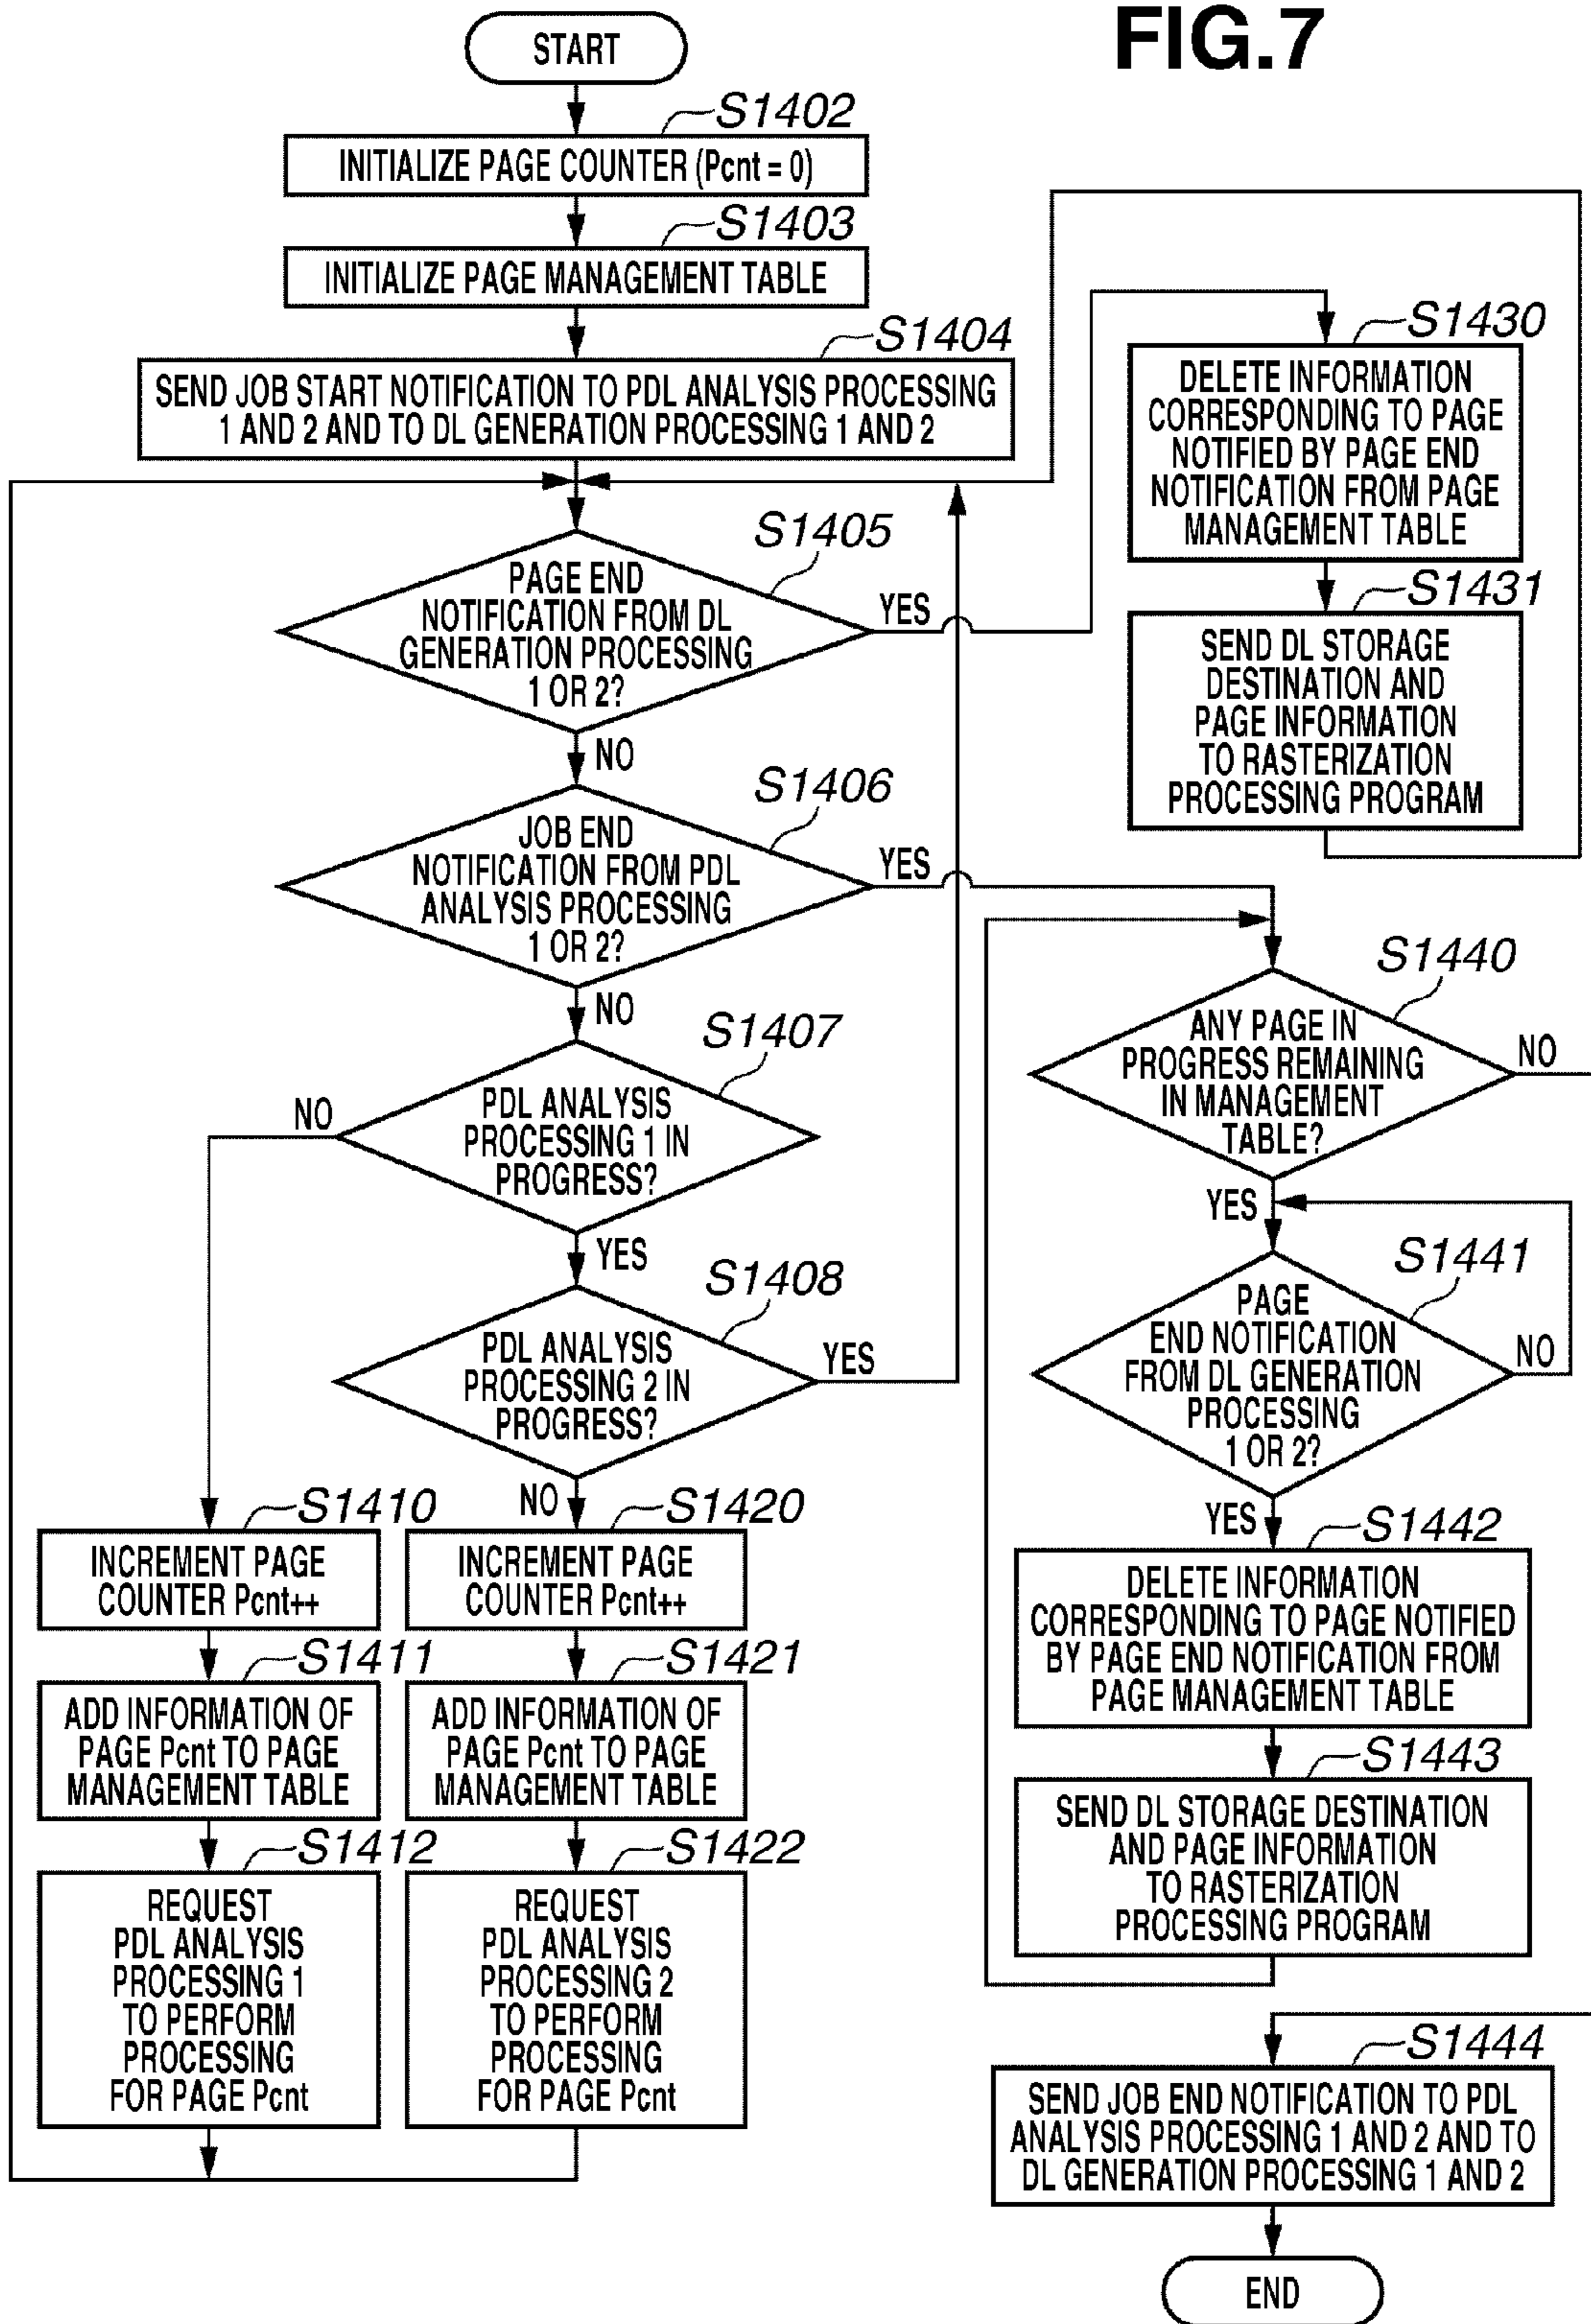 FIG.7
START
S1402
INITIALIZE PAGE COUNTER (Pcnt = 0)
S1403
INITIALIZE PAGE MANAGEMENT TABLE
S1404
SEND JOB START NOTIFICATION TO PDL ANALYSIS PROCESSING
1 AND 2 AND TO DL GENERATION PROCESSING 1 AND 2
S1405
PAGE END
NOTIFICATION FROM DL
GENERATION PROCESSING
1 OR 2?
YES
NO
S1406
JOB END
NOTIFICATION FROM PDL
ANALYSIS PROCESSING
1 OR 2?
YES
NO
S1407
PDL ANALYSIS
PROCESSING 1 IN
PROGRESS?
NO
YES
S1408
PDL ANALYSIS
PROCESSING 2 IN
PROGRESS?
YES
NO
S1410
INCREMENT PAGE
COUNTER Pcnt++
S1411
ADD INFORMATION OF
PAGE Pcnt TO PAGE
MANAGEMENT TABLE
S1412
REQUEST
PDL ANALYSIS
PROCESSING 1
TO PERFORM
PROCESSING
FOR PAGE Pcnt
S1420
INCREMENT PAGE
COUNTER Pcnt++
S1421
ADD INFORMATION OF
PAGE Pcnt TO PAGE
MANAGEMENT TABLE
S1422
REQUEST
PDL ANALYSIS
PROCESSING 2
TO PERFORM
PROCESSING
FOR PAGE Pcnt
S1430
DELETE INFORMATION
CORRESPONDING TO PAGE
NOTIFIED BY PAGE END
NOTIFICATION FROM PAGE
MANAGEMENT TABLE
S1431
SEND DL STORAGE
DESTINATION AND
PAGE INFORMATION
TO RASTERIZATION
PROCESSING PROGRAM
S1440
ANY PAGE IN
PROGRESS REMAINING
IN MANAGEMENT
TABLE?
NO
YES
S1441
PAGE
END NOTIFICATION
FROM DL GENERATION
PROCESSING
1 OR 2?
NO
YES
S1442
DELETE INFORMATION
CORRESPONDING TO PAGE NOTIFIED
BY PAGE END NOTIFICATION FROM
PAGE MANAGEMENT TABLE
S1443
SEND DL STORAGE DESTINATION
AND PAGE INFORMATION
TO RASTERIZATION
PROCESSING PROGRAM
S1444
SEND JOB END NOTIFICATION TO PDL
ANALYSIS PROCESSING 1 AND 2 AND TO
DL GENERATION PROCESSING 1 AND 2
END